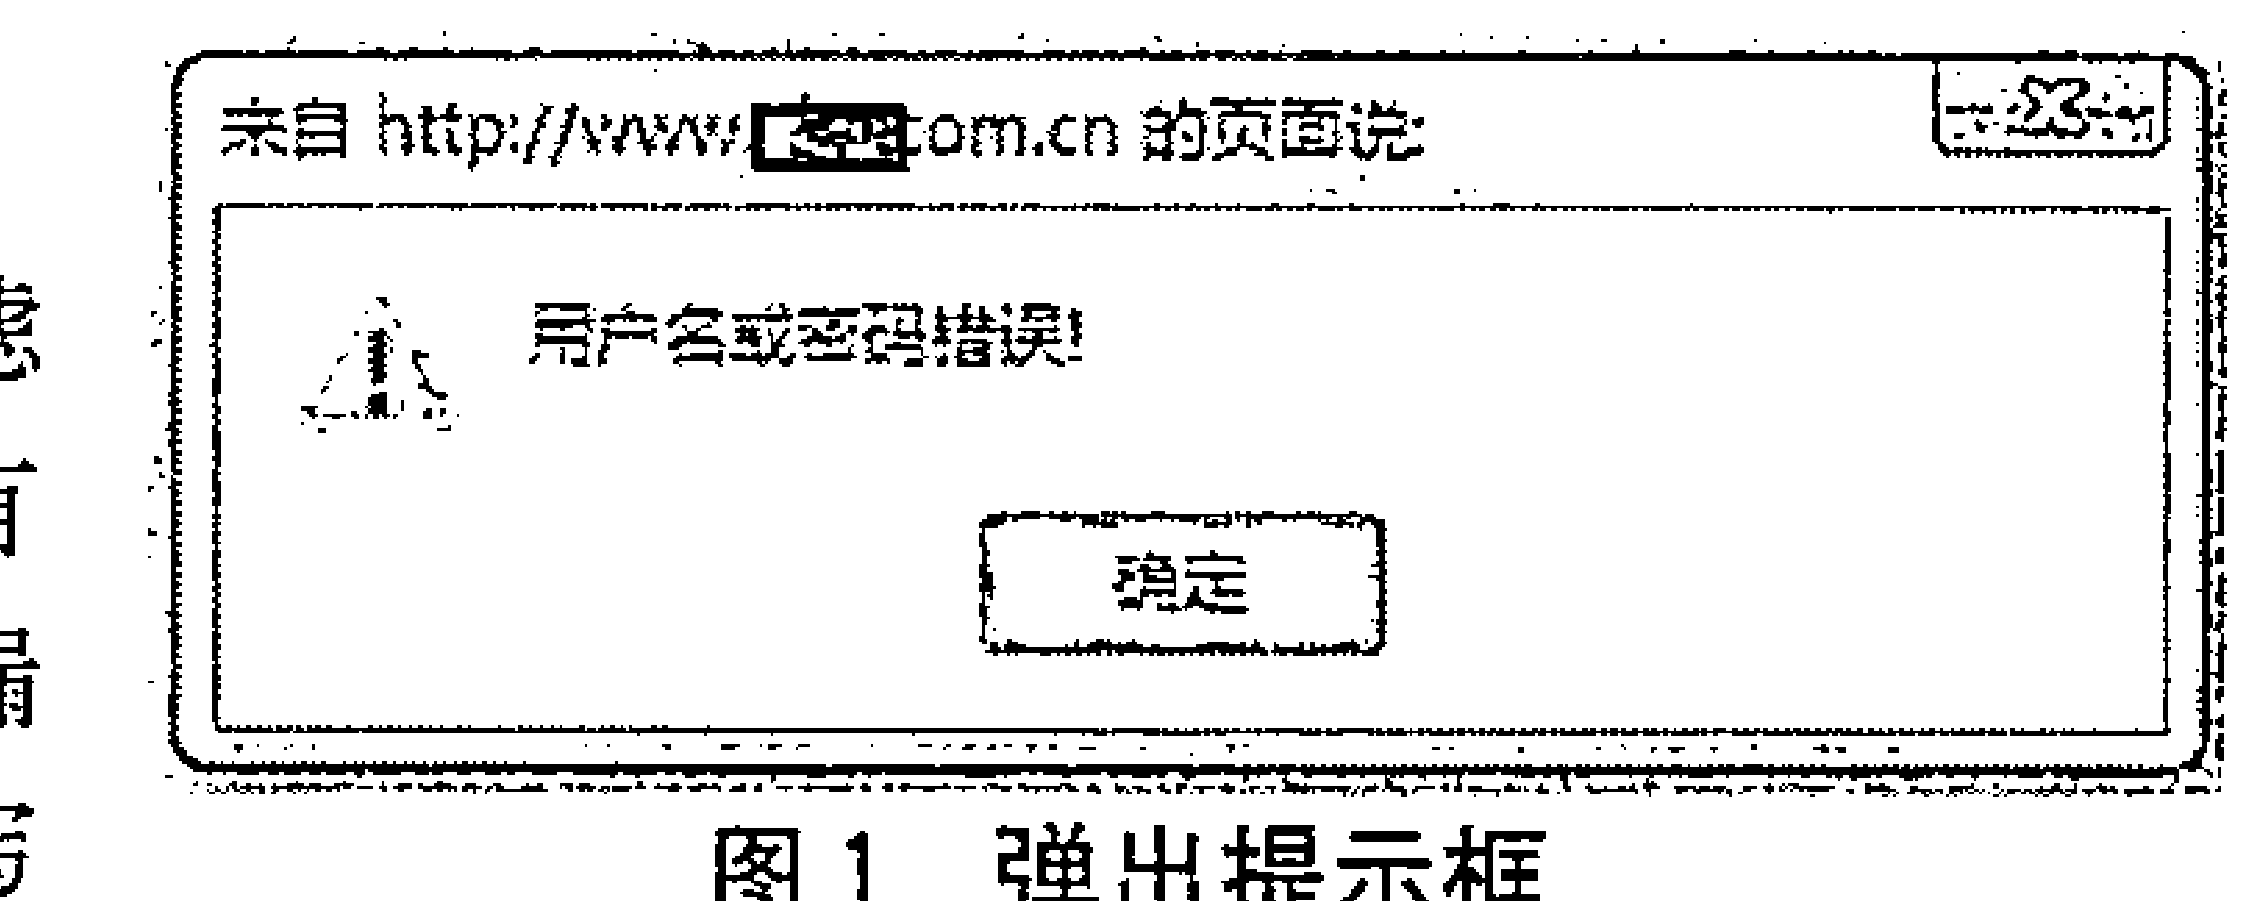 来自 http://www. com.cn 的页面说:
用户名或密码错误!
确定
图 1 弹出提示框